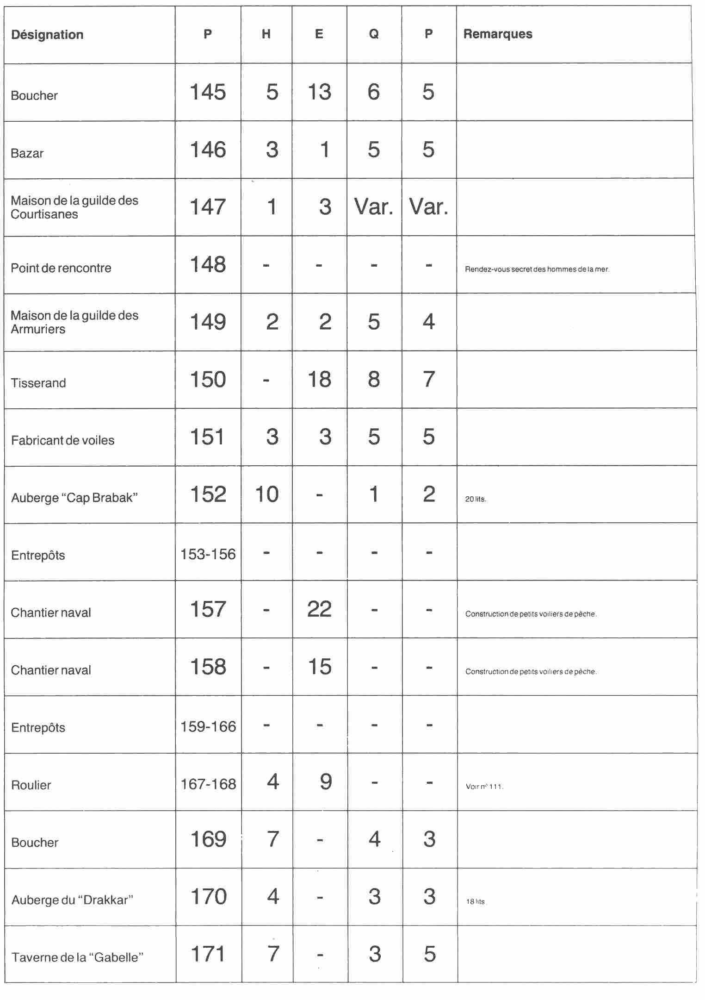 Désignation P H E Q P Remarques
Boucher 145 5 13 6 5
Bazar 146 3 1 5 5
Maison de la guilde des
Courtisanes 147 1 3 Var. Var.
Point de rencontre 148 - - - - Rendez-vous secret des hommes de la mer.
Maison de la guilde des
Armuriers 149 2 2 5 4
Tisserand 150 - 18 8 7
Fabricant de voiles 151 3 3 5 5
Auberge “Cap Brabak” 152 10 - 1 2 20 lits.
Entrepôts 153-156 - - - -
Chantier naval 157 - 22 - - Construction de petits voiliers de pêche.
Chantier naval 158 - 15 - - Construction de petits voiliers de pêche.
Entrepôts 159-166 - - - -
Roulier 167-168 4 9 - - Voir nº 111.
Boucher 169 7 - 4 3
Auberge du “Drakkar” 170 4 - 3 3 18 lits.
Taverne de la “Gabelle” 171 7 - 3 5